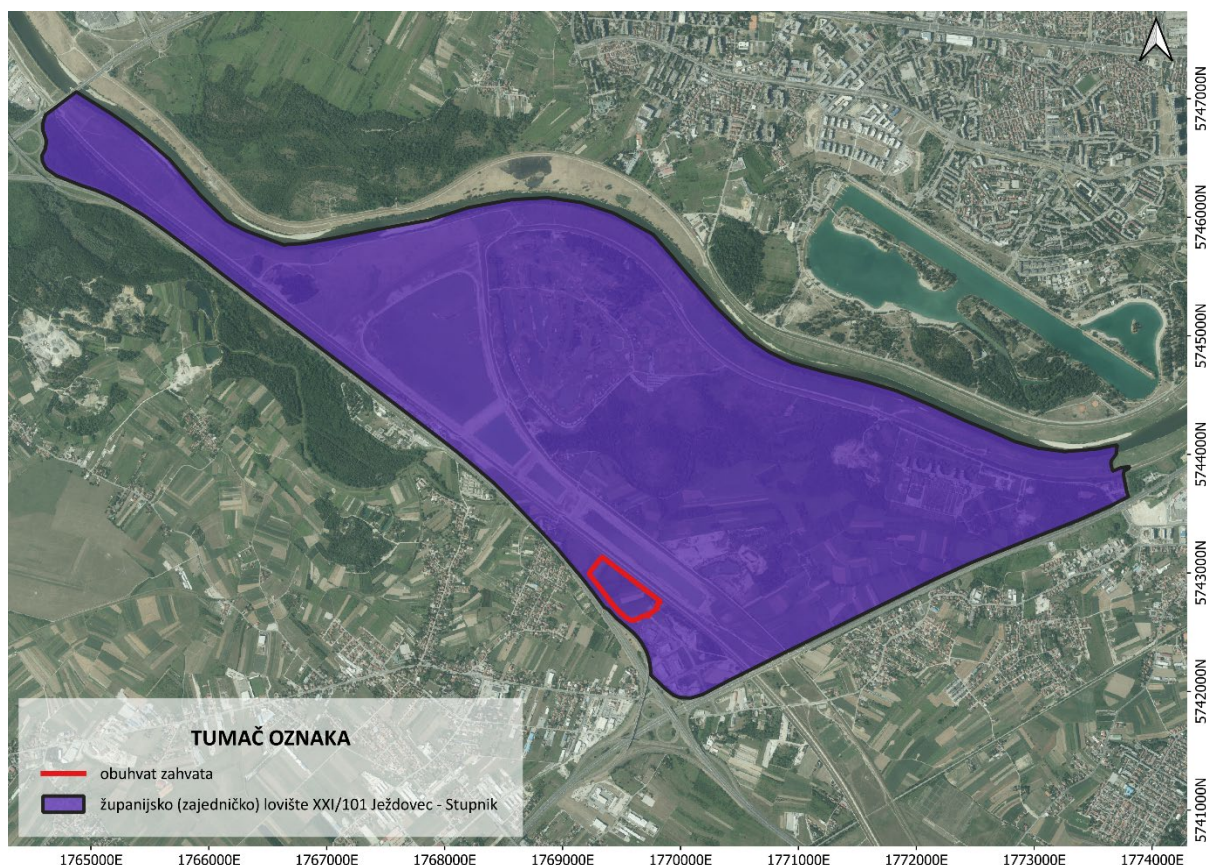 5747000N
5746000N
5745000N
5744000N
5743000N
5742000N
5741000N
TUMAČ OZNAKA
obuhvat zahvata
županijsko (zajedničko) lovište XXI/101 Ježdovec - Stupnik
1765000E 1766000E 1767000E 1768000E 1769000E 1770000E 1771000E 1772000E 1773000E 1774000E